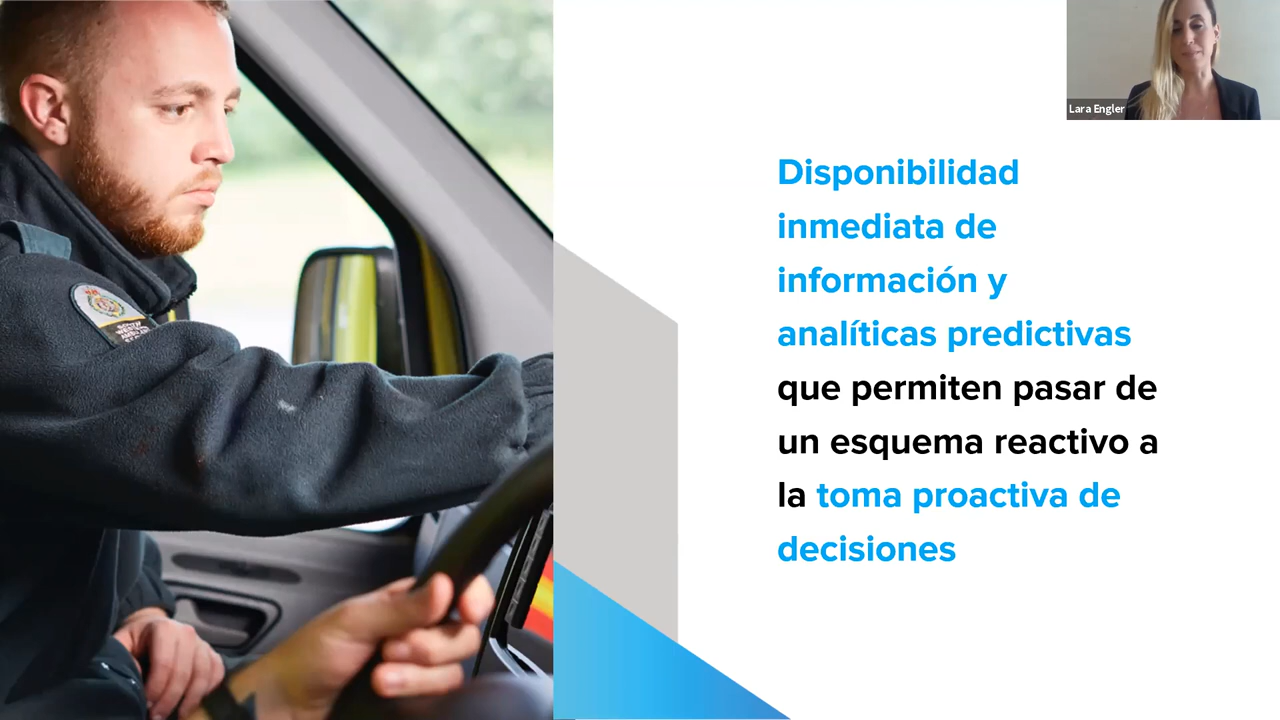 Lara Engler
Disponibilidad
inmediata de
información y
analíticas predictivas
que permiten pasar de
un esquema reactivo a
la toma proactiva de
decisiones